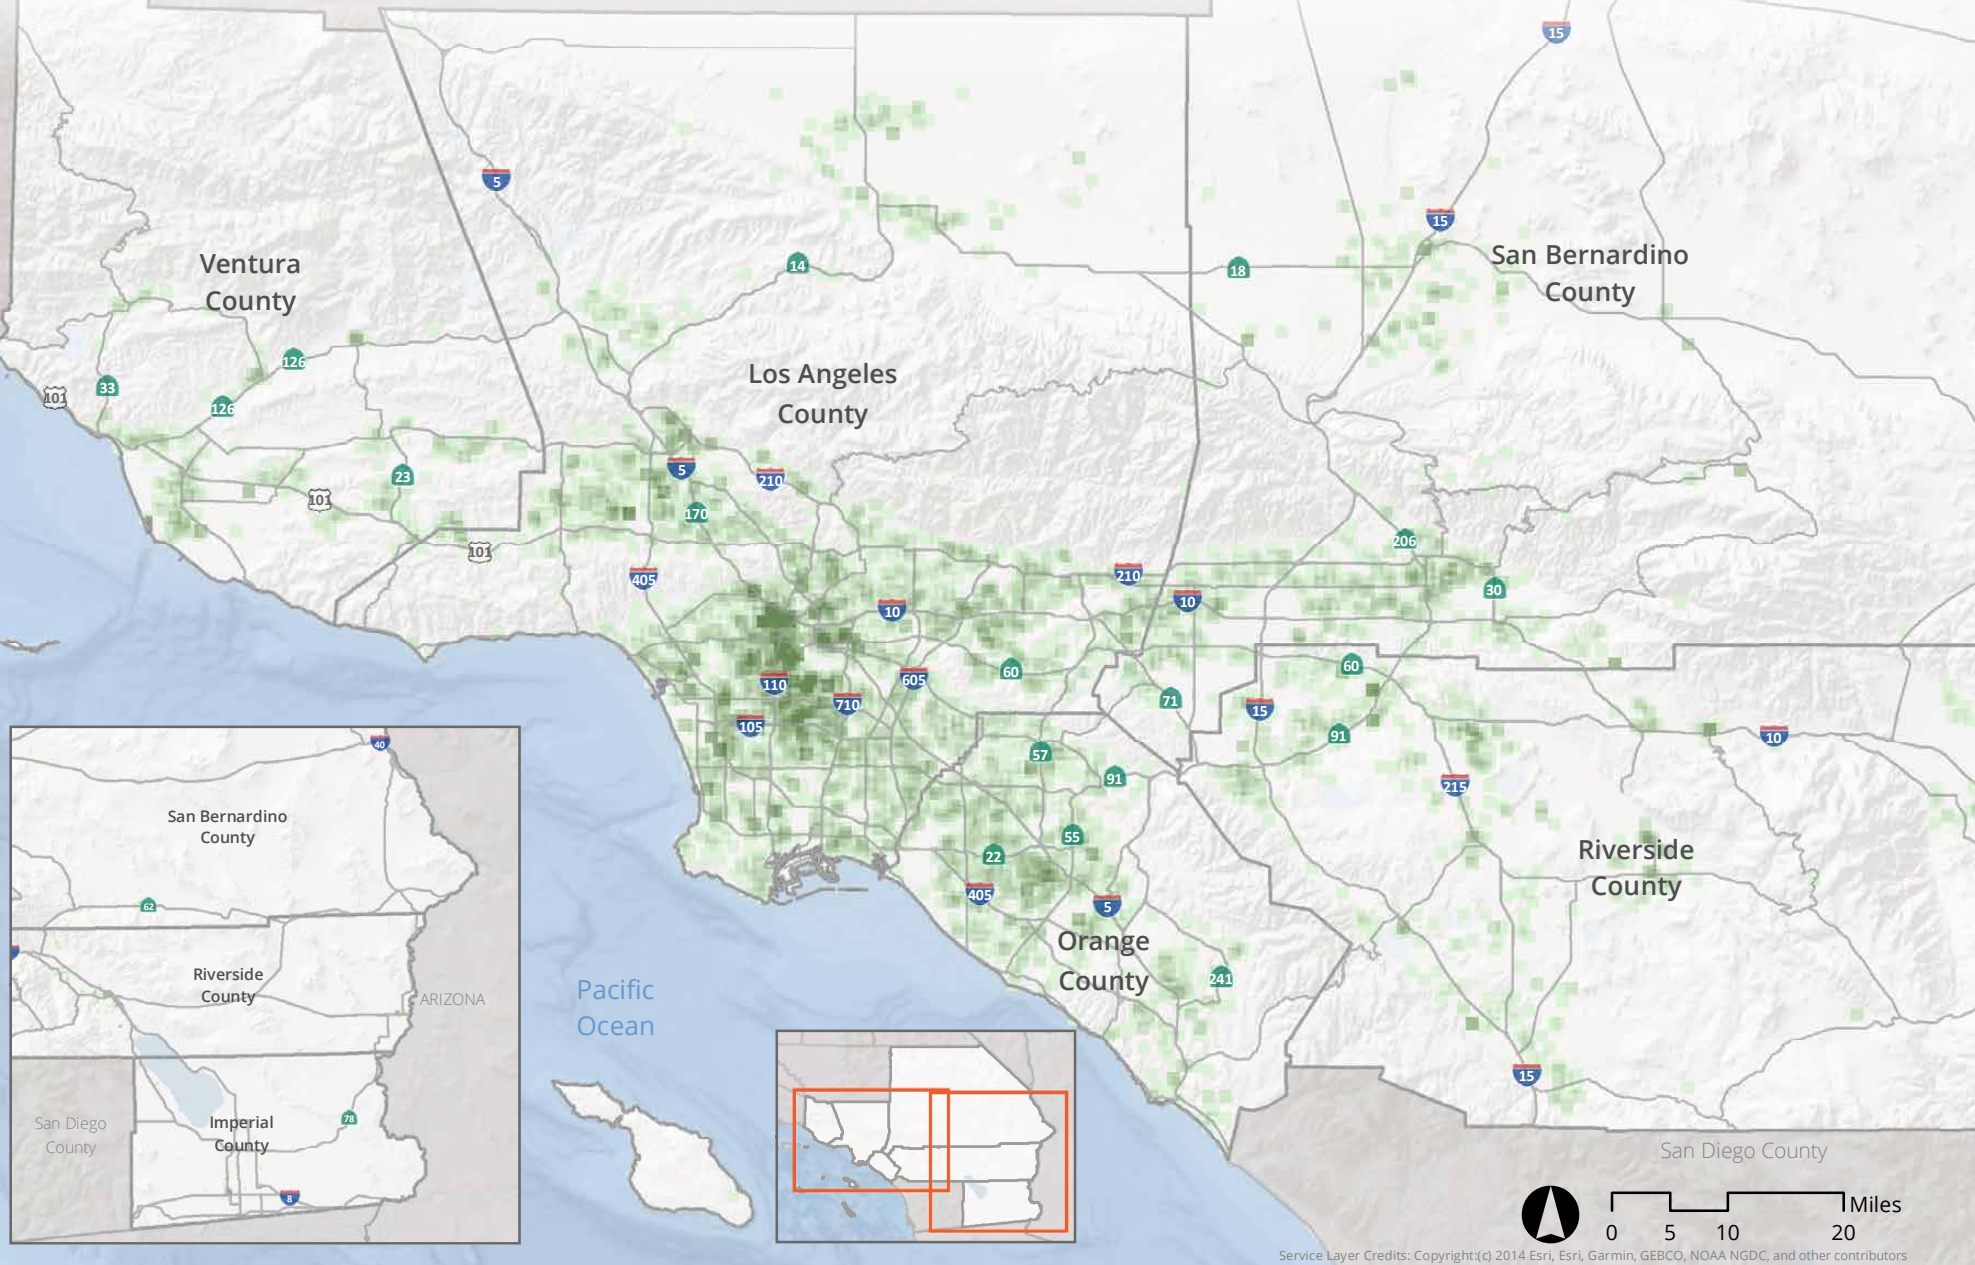 15
5
15
Ventura
County
14
18
San Bernardino
County
126
33
101
126
Los Angeles
County
5
210
23
101
170
101
405
210
10
10
206
30
110
605
60
71
60
710
105
15
91
10
57
91
215
55
22
405
5
Riverside
County
Orange
County
241
Pacific
Ocean
15
40
San Bernardino
County
62
Riverside
County
ARIZONA
San Diego
County
Imperial
County
78
8
San Diego County
Miles
0 5 10 20
Service Layer Credits: Copyright:(c) 2014 Esri, Esri, Garmin, GEBCO, NOAA NGDC, and other contributors